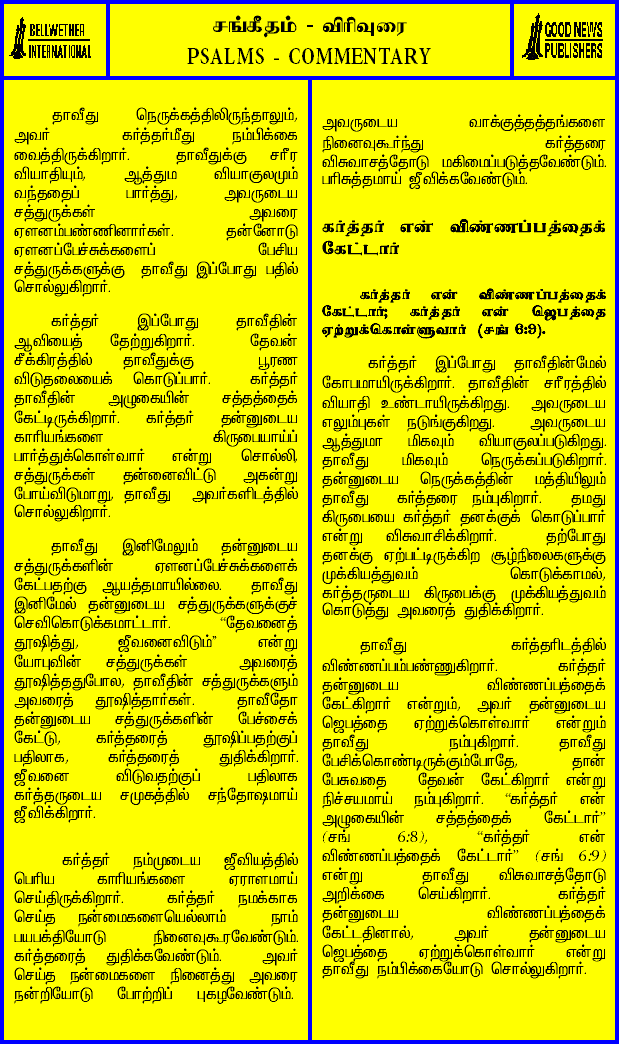 BELLWETHER
INTERNATIONAL
சங்கீதம் - விரிவுரை
PSALMS - COMMENTARY
GOOD NEWS
PUBLISHERS
தாவீது நெருக்கத்திலிருந்தாலும்,
அவர் கர்த்தர்மீது நம்பிக்கை
வைத்திருக்கிறார். தாவீதுக்கு சரீர
வியாதியும், ஆத்தும வியாகுலமும்
வந்ததைப் பார்த்து, அவருடைய
சத்துருக்கள் அவரை
ஏளனம்பண்ணினார்கள். தன்னோடு
ஏளனப்பேச்சுக்களைப் பேசிய
சத்துருக்களுக்கு தாவீது இப்போது பதில்
சொல்லுகிறார்.
கர்த்தர் இப்போது தாவீதின்
ஆவியைத் தேற்றுகிறார். தேவன்
சீக்கிரத்தில் தாவீதுக்கு பூரண
விடுதலையைக் கொடுப்பார். கர்த்தர்
தாவீதின் அழுகையின் சத்தத்தைக்
கேட்டிருக்கிறார். கர்த்தர் தன்னுடைய
காரியங்களை கிருபையாய்ப்
பார்த்துக்கொள்வார் என்று சொல்லி,
சத்துருக்கள் தன்னைவிட்டு அகன்று
போய்விடுமாறு, தாவீது அவர்களிடத்தில்
சொல்லுகிறார்.
தாவீது இனிமேலும் தன்னுடைய
சத்துருக்களின் ஏளனப்பேச்சுக்களைக்
கேட்பதற்கு ஆயத்தமாயில்லை. தாவீது
இனிமேல் தன்னுடைய சத்துருக்களுக்குச்
செவிகொடுக்கமாட்டார். "தேவனைத்
தூஷித்து, ஜீவனைவிடும்" என்று
யோபுவின் சத்துருக்கள் அவரைத்
தூஷித்ததுபோல, தாவீதின் சத்துருக்களும்
அவரைத் தூஷித்தார்கள். தாவீதோ
தன்னுடைய சத்துருக்களின் பேச்சைக்
கேட்டு, கர்த்தரைத் தூஷிப்பதற்குப்
பதிலாக, கர்த்தரைத் துதிக்கிறார்.
ஜீவனை விடுவதற்குப் பதிலாக
கர்த்தருடைய சமுகத்தில் சந்தோஷமாய்
ஜீவிக்கிறார்.
கர்த்தர் நம்முடைய ஜீவியத்தில்
பெரிய காரியங்களை ஏராளமாய்
செய்திருக்கிறார். கர்த்தர் நமக்காக
செய்த நன்மைகளையெல்லாம் நாம்
பயபக்தியோடு நினைவுகூரவேண்டும்.
கர்த்தரைத் துதிக்கவேண்டும். அவர்
செய்த நன்மைகளை நினைத்து அவரை
நன்றியோடு போற்றிப் புகழவேண்டும்.
அவருடைய வாக்குத்தத்தங்களை
நினைவுகூர்ந்து கர்த்தரை
விசுவாசத்தோடு மகிமைப்படுத்தவேண்டும்.
பரிசுத்தமாய் ஜீவிக்கவேண்டும்.
கர்த்தர் என் விண்ணப்பத்தைக்
கேட்டார்
கர்த்தர் என் விண்ணப்பத்தைக்
கேட்டார்; கர்த்தர் என் ஜெபத்தை
ஏற்றுக்கொள்ளுவார் (சங் 6:9).
கர்த்தர் இப்போது தாவீதின்மேல்
கோபமாயிருக்கிறார். தாவீதின் சரீரத்தில்
வியாதி உண்டாயிருக்கிறது. அவருடைய
எலும்புகள் நடுங்குகிறது. அவருடைய
ஆத்துமா மிகவும் வியாகுலப்படுகிறது.
தாவீது மிகவும் நெருக்கப்படுகிறார்.
தன்னுடைய நெருக்கத்தின் மத்தியிலும்
தாவீது கர்த்தரை நம்புகிறார். தமது
கிருபையை கர்த்தர் தனக்குக் கொடுப்பார்
என்று விசுவாசிக்கிறார். தற்போது
தனக்கு ஏற்பட்டிருக்கிற சூழ்நிலைகளுக்கு
முக்கியத்துவம் கொடுக்காமல்,
கர்த்தருடைய கிருபைக்கு முக்கியத்துவம்
கொடுத்து அவரைத் துதிக்கிறார்.
தாவீது கர்த்தரிடத்தில்
விண்ணப்பம்பண்ணுகிறார். கர்த்தர்
தன்னுடைய விண்ணப்பத்தைக்
கேட்கிறார் என்றும், அவர் தன்னுடைய
ஜெபத்தை ஏற்றுக்கொள்வார் என்றும்
தாவீது நம்புகிறார். தாவீது
பேசிக்கொண்டிருக்கும்போதே, தான்
பேசுவதை தேவன் கேட்கிறார் என்று
நிச்சயமாய் நம்புகிறார். "கர்த்தர் என்
அழுகையின் சத்தத்தைக் கேட்டார்"
(சங் 6:8), "கர்த்தர் என்
விண்ணப்பத்தைக் கேட்டார்" (சங் 6:9)
என்று தாவீது விசுவாசத்தோடு
அறிக்கை செய்கிறார். கர்த்தர்
தன்னுடைய விண்ணப்பத்தைக்
கேட்டதினால், அவர் தன்னுடைய
ஜெபத்தை ஏற்றுக்கொள்வார் என்று
தாவீது நம்பிக்கையோடு சொல்லுகிறார்.